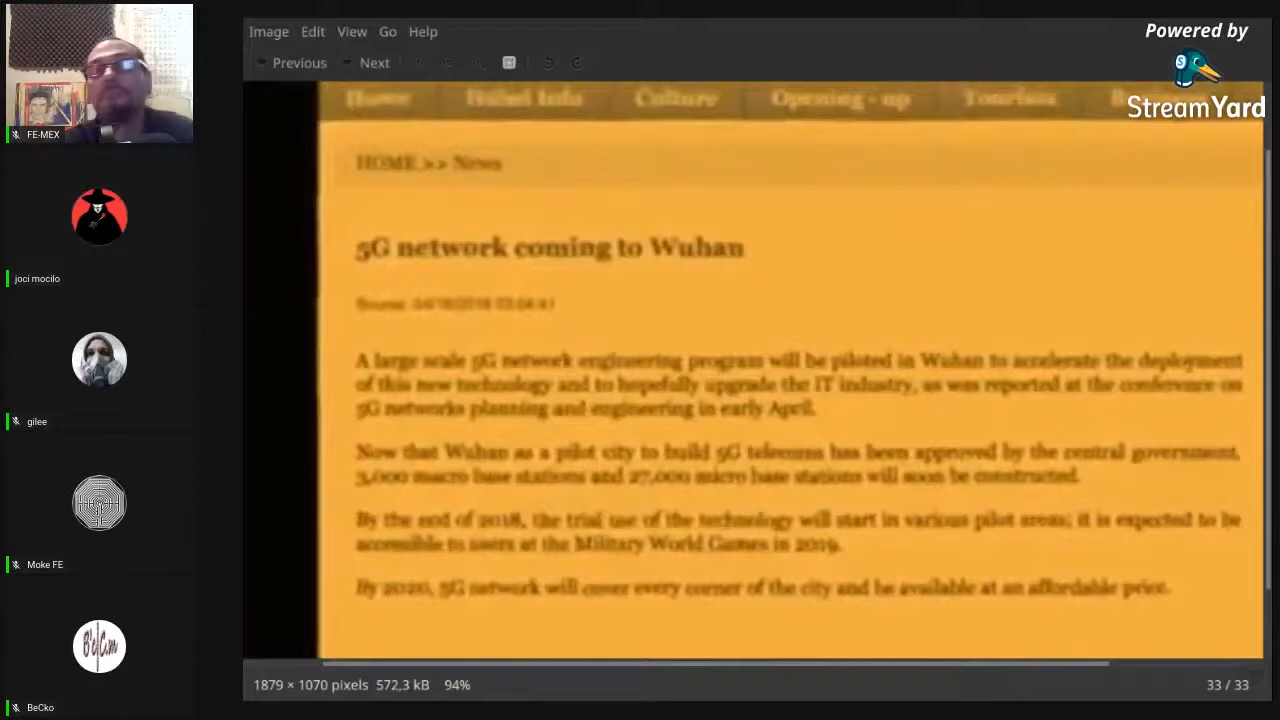 Image Edit View Go Help
Previous Next
Powered by
StreamYard
Home Hubei Info Culture Opening - up Tourism
HOME >> News
5G network coming to Wuhan
Source:
A large scale 5G network engineering program will be piloted in Wuhan to accelerate the deployment
of this new technology and to hopefully upgrade the IT industry, as was reported at the conference on
5G networks planning and engineering in early April.
Now that Wuhan as a pilot city to build 5G telecoms has been approved by the central government,
3,000 macro base stations and 27,000 micro base stations will soon be constructed.
By the end of 2018, the trial use of the technology will start in various pilot areas; it is expected to be
accessible to users at the Military World Games in 2019.
By 2020, 5G network will cover every corner of the city and be available at an affordable price.
1879 × 1070 pixels 572,3 kB 94% 33 / 33
FE-MEX
joci mocilo
gilee
Moke FE
BeCko